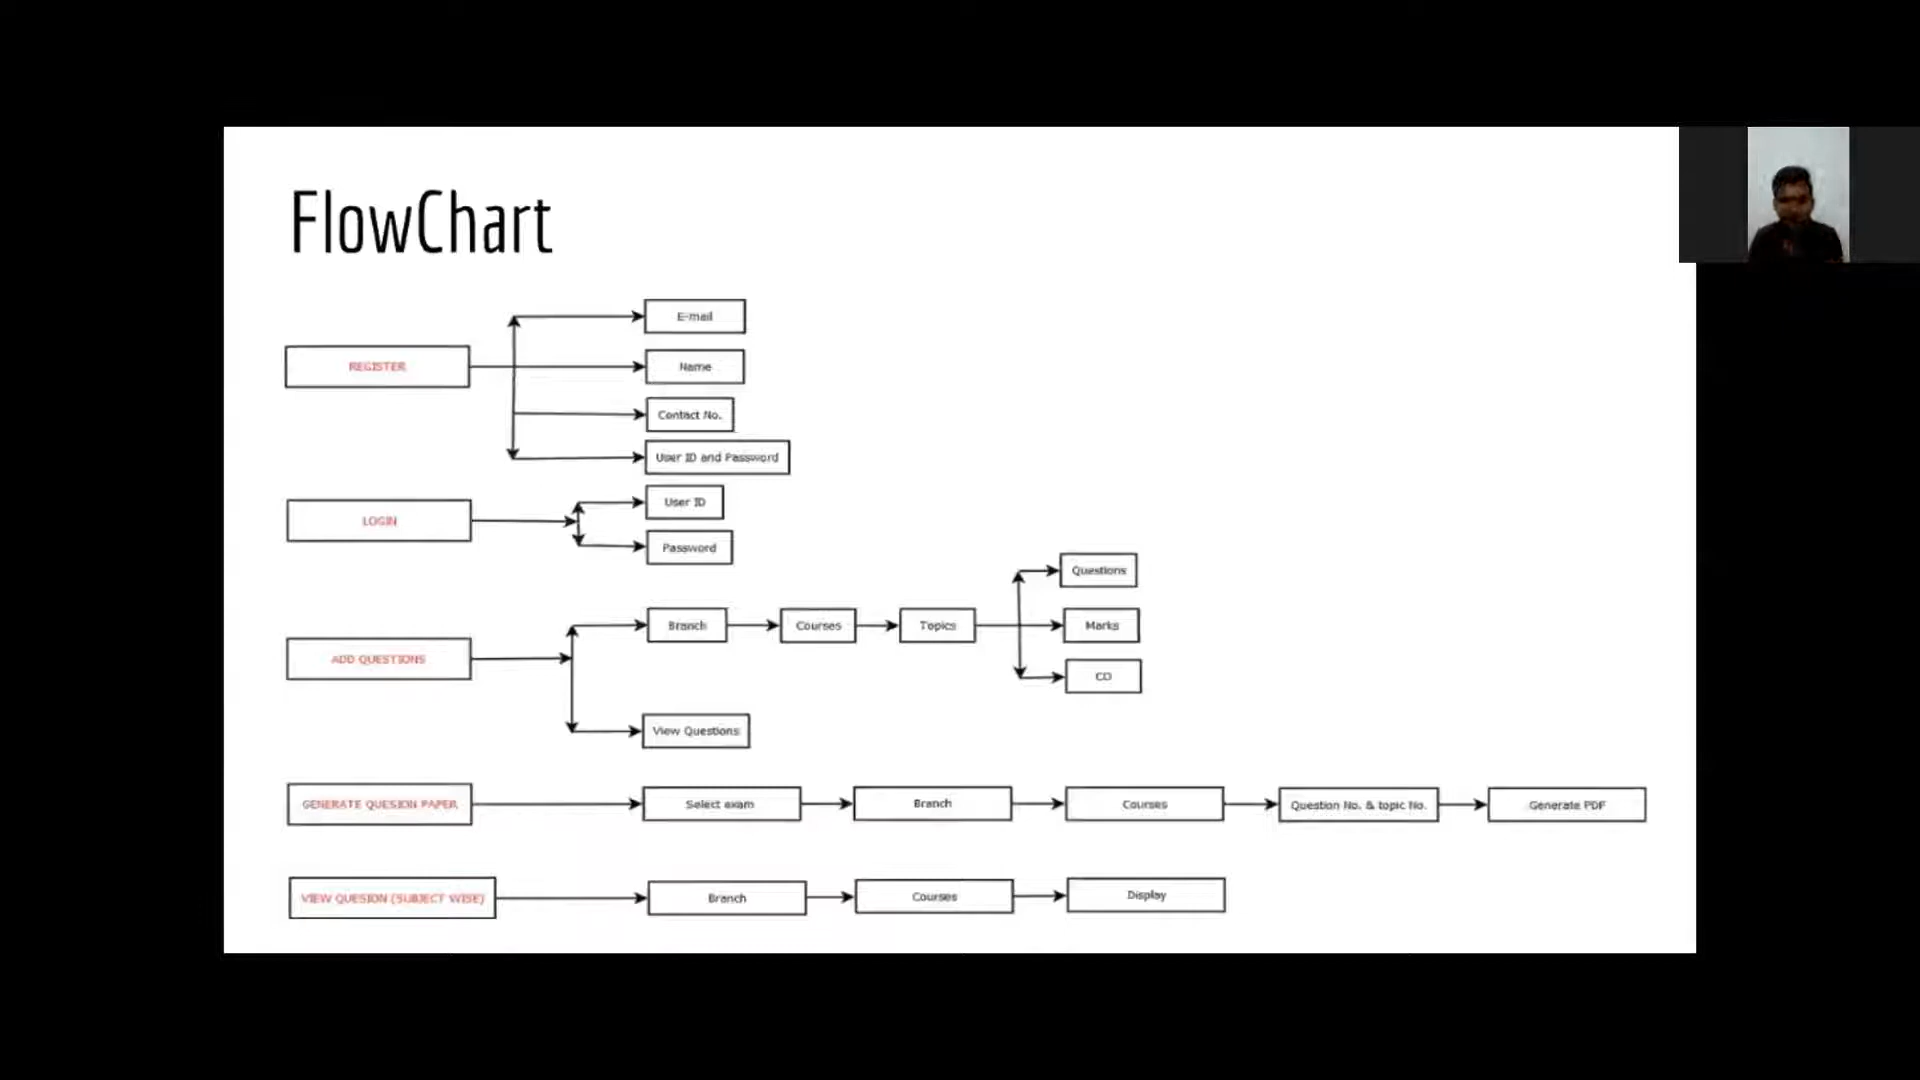 FlowChart
E-mail
REGISTER
Name
Contact No.
User ID and Password
User ID
LOGIN
Password
Questions
Branch
Courses
Topics
Marks
CO
ADD QUESTIONS
View Questions
GENERATE QUESION PAPER
Select exam
Branch
Courses
Question No. & topic No.
Generate PDF
VIEW QUESION (SUBJECT WISE)
Branch
Courses
Display